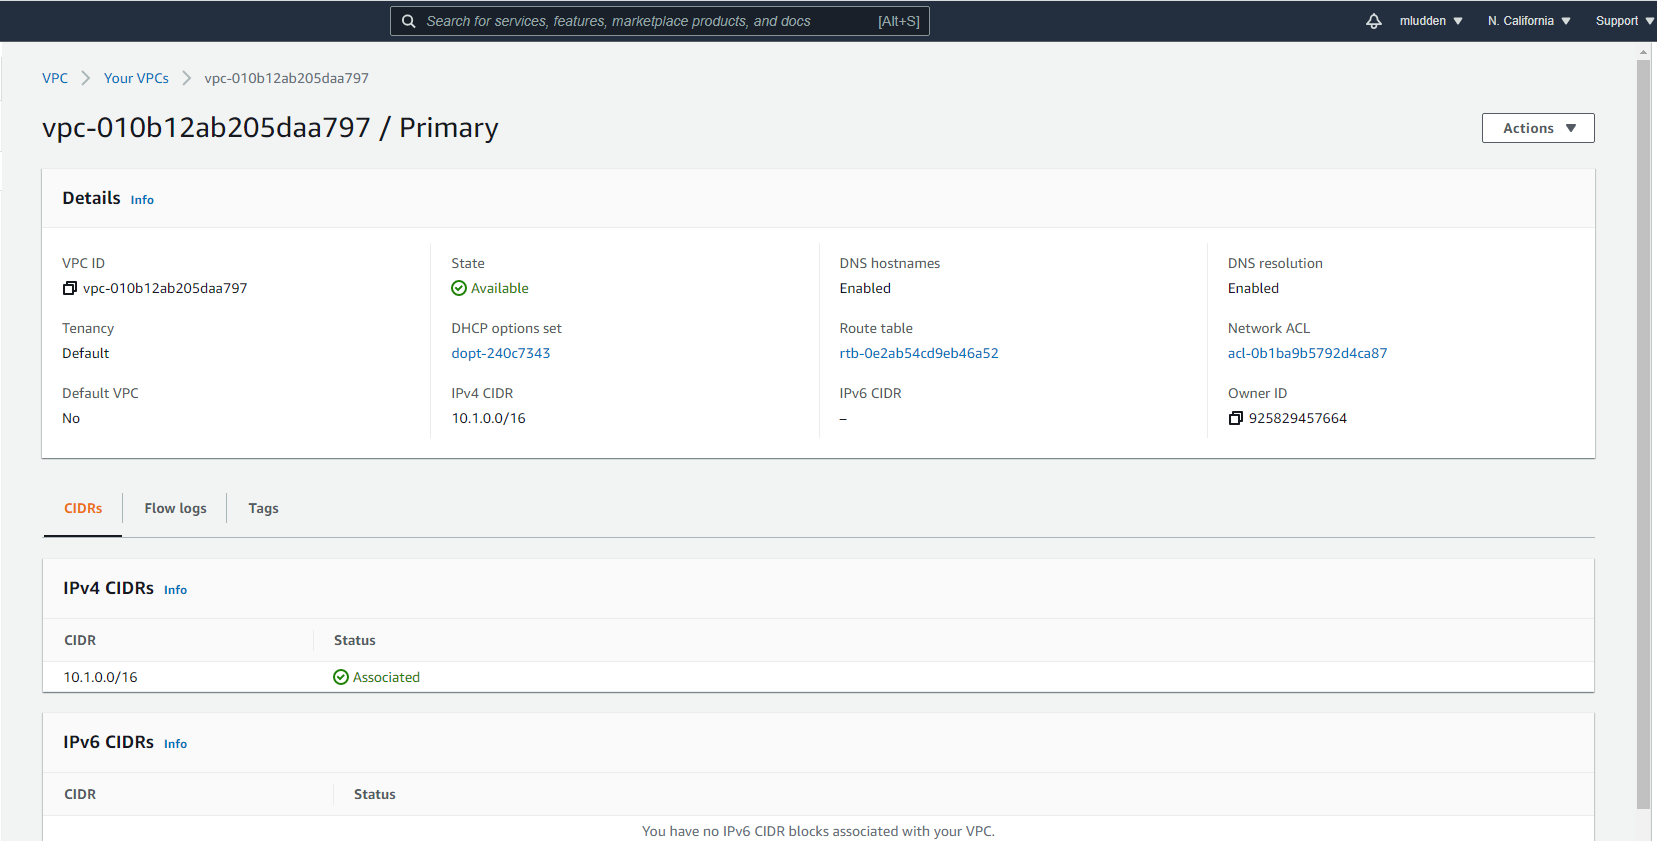 Search for services, features, marketplace products, and docs [Alt+S] mludden N. California Support
VPC Your VPCs vpc-010b12ab205daa797
vpc-010b12ab205daa797 / Primary
Actions
Details Info
VPC ID State DNS hostnames DNS resolution
vpc-010b12ab205daa797 Available Enabled Enabled
Tenancy DHCP options set Route table Network ACL
Default dopt-240c7343 rtb-0e2ab54cd9eb46a52 acl-0b1ba9b5792d4ca87
Default VPC IPv4 CIDR IPv6 CIDR Owner ID
No 10.1.0.0/16 – 925829457664
CIDRs Flow logs Tags
IPv4 CIDRs Info
CIDR Status
10.1.0.0/16 Associated
IPv6 CIDRs Info
CIDR Status
You have no IPv6 CIDR blocks associated with your VPC.